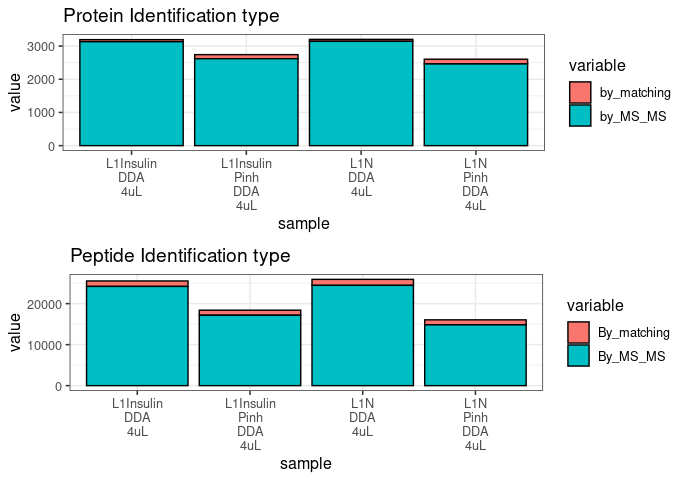 Protein Identification type
value
3000
2000
1000
0
L1Insulin
DDA
4uL
L1Insulin
Pinh
DDA
4uL
L1N
DDA
4uL
L1N
Pinh
DDA
4uL
sample
variable
by_matching
by_MS_MS
Peptide Identification type
value
20000
10000
0
L1Insulin
DDA
4uL
L1Insulin
Pinh
DDA
4uL
L1N
DDA
4uL
L1N
Pinh
DDA
4uL
sample
variable
By_matching
By_MS_MS